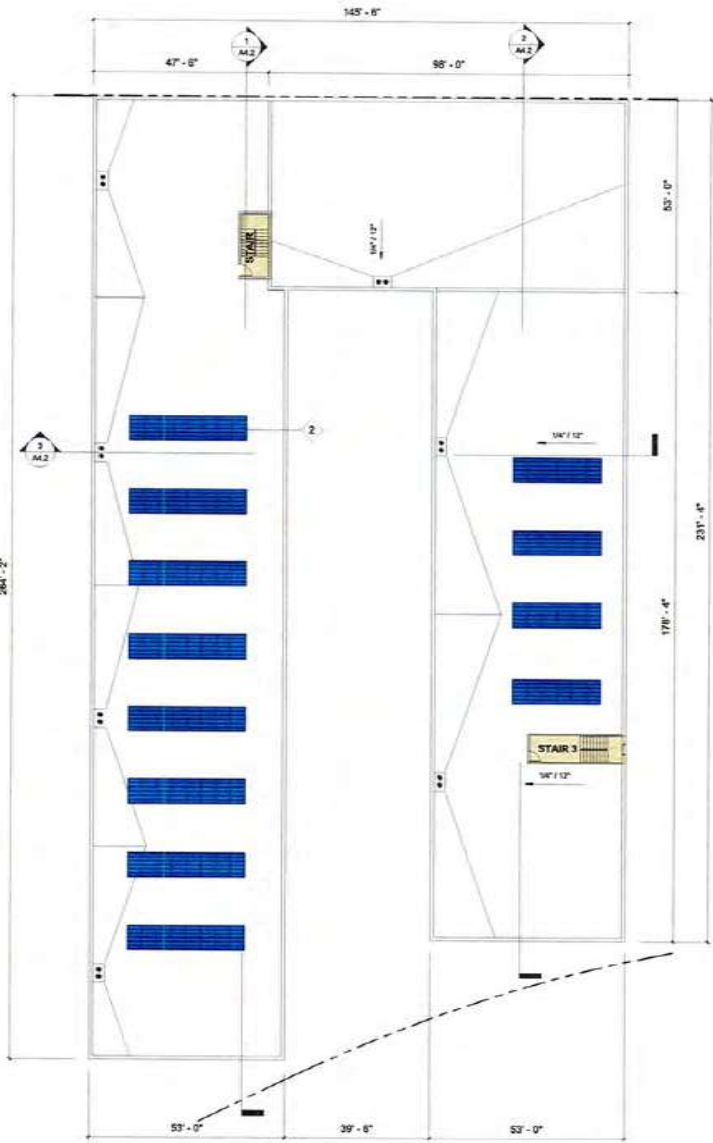 145' - 6"
1
A4.2
2
A4.2
47' - 6"
98' - 0"
53' - 0"
STAIR
1/4" / 12"
2
3
A4.2
1/4" / 12"
264' - 2"
231' - 4"
178' - 4"
STAIR 3
1/4" / 12"
53' - 0"
39' - 6"
53' - 0"